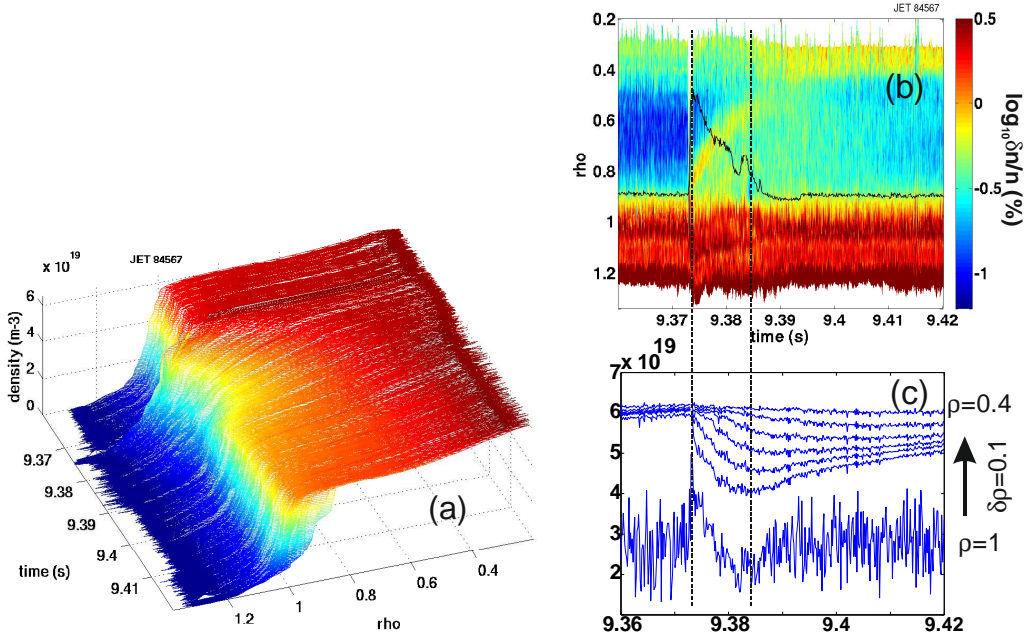 JET 84567
x 10^19
6
4
2
0
density (m-3)
9.37
9.38
9.39
9.4
9.41
time (s)
1.2
1
0.8
0.6
0.4
rho
(a)
JET 84567
0.2
0.4
0.6
0.8
1
1.2
rho
(b)
9.37 9.38 9.39 9.4 9.41 9.42
time (s)
0.5
0
-0.5
-1
log₁₀ δn/n (%)
x 10^19
7
6
5
4
3
2
(c)
ρ=0.4
δρ=0.1
ρ=1
9.36 9.38 9.4 9.42